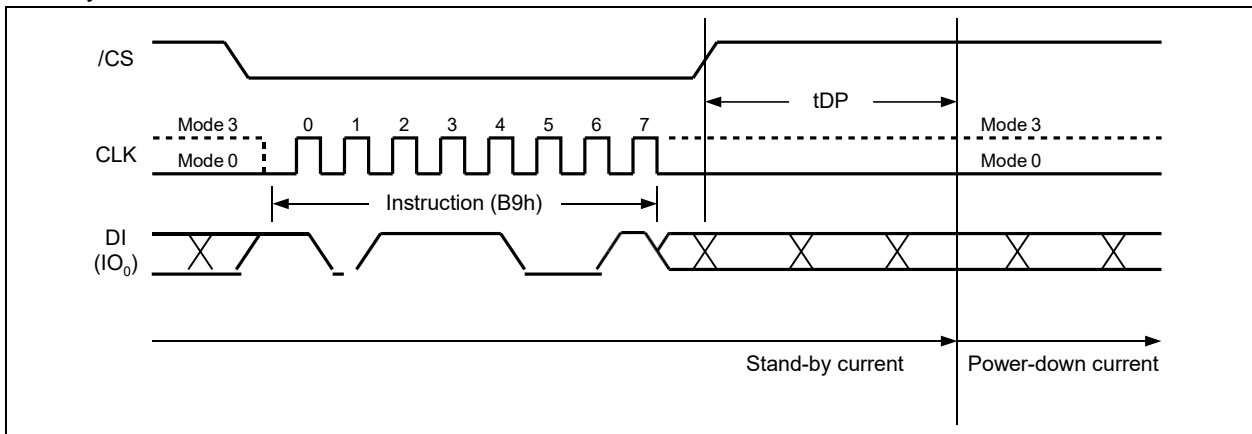 /CS
tDP
Mode 3 0 1 2 3 4 5 6 7 Mode 3
CLK
Mode 0 Mode 0
Instruction (B9h)
DI
(IO₀)
Stand-by current Power-down current